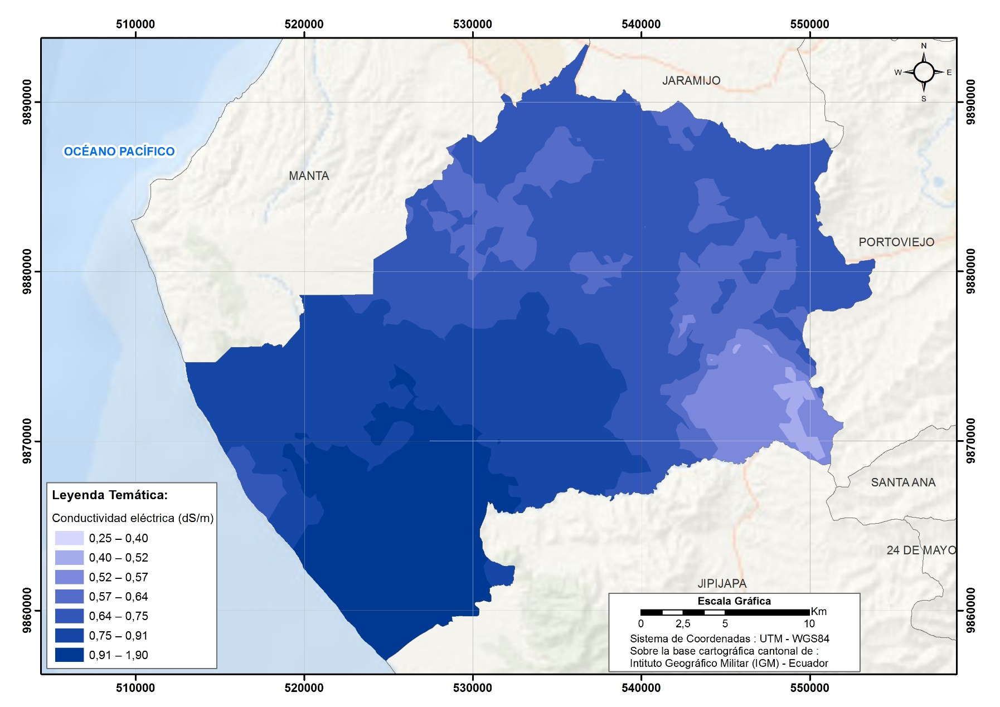 510000 520000 530000 540000 550000
N
W E
S
JARAMIJO
9890000 9890000
OCÉANO PACÍFICO
MANTA
PORTOVIEJO
9880000 9880000
9870000 9870000
SANTA ANA
Leyenda Temática:
Conductividad eléctrica (dS/m)
0,25 – 0,40
0,40 – 0,52
0,52 – 0,57
0,57 – 0,64
0,64 – 0,75
0,75 – 0,91
0,91 – 1,90
24 DE MAYO
JIPIJAPA
9860000 9860000
Escala Gráfica
Km
0 2,5 5 10
Sistema de Coordenadas : UTM - WGS84
Sobre la base cartográfica cantonal de :
Intituto Geográfico Militar (IGM) - Ecuador
510000 520000 530000 540000 550000